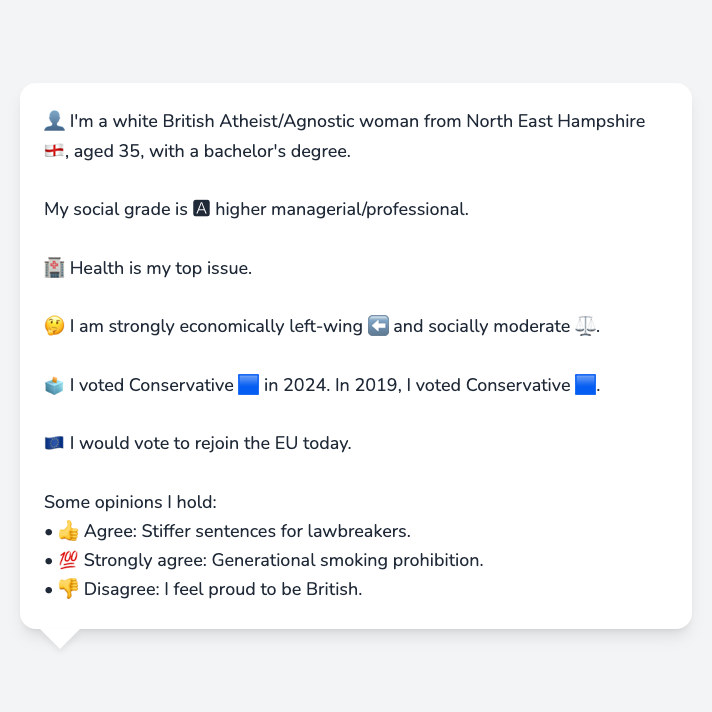 👤 I'm a white British Atheist/Agnostic woman from North East Hampshire
🏴󠁧󠁢󠁥󠁮󠁧󠁿, aged 35, with a bachelor's degree.
My social grade is 🅰 higher managerial/professional.
🏥 Health is my top issue.
🤔 I am strongly economically left-wing ⬅️ and socially moderate ⚖️.
🗳️ I voted Conservative 🟦 in 2024. In 2019, I voted Conservative 🟦.
🇪🇺 I would vote to rejoin the EU today.
Some opinions I hold:
• 👍 Agree: Stiffer sentences for lawbreakers.
• 💯 Strongly agree: Generational smoking prohibition.
• 👎 Disagree: I feel proud to be British.